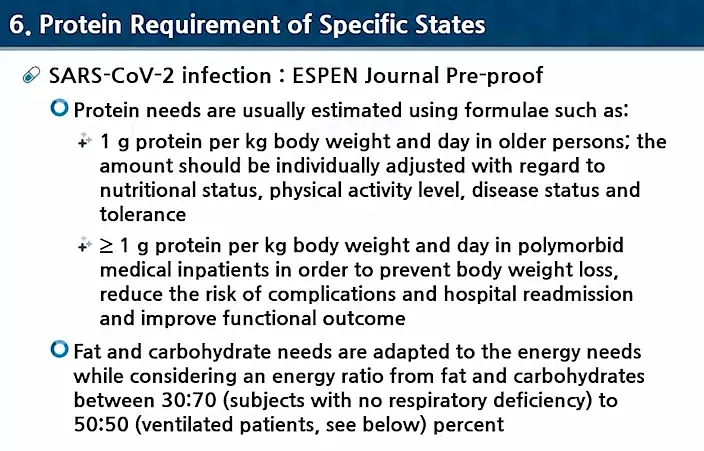 6. Protein Requirement of Specific States
SARS-CoV-2 infection : ESPEN Journal Pre-proof
Protein needs are usually estimated using formulae such as:
1 g protein per kg body weight and day in older persons; the
amount should be individually adjusted with regard to
nutritional status, physical activity level, disease status and
tolerance
≥ 1 g protein per kg body weight and day in polymorbid
medical inpatients in order to prevent body weight loss,
reduce the risk of complications and hospital readmission
and improve functional outcome
Fat and carbohydrate needs are adapted to the energy needs
while considering an energy ratio from fat and carbohydrates
between 30:70 (subjects with no respiratory deficiency) to
50:50 (ventilated patients, see below) percent